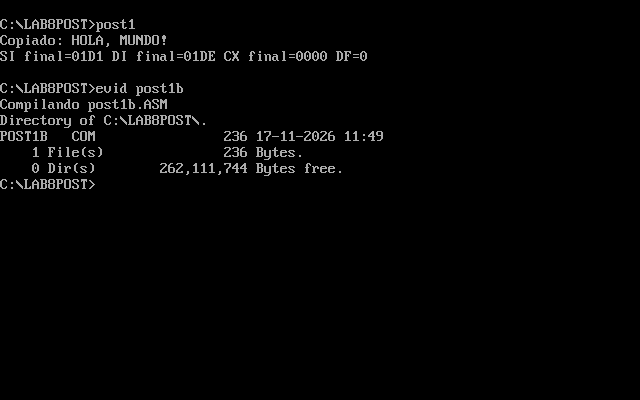 C:\LAB8POST>post1
Copiado: HOLA, MUNDO!
SI final=01D1 DI final=01DE CX final=0000 DF=0
C:\LAB8POST>evid post1b
Compilando post1b.ASM
Directory of C:\LAB8POST\.
POST1B   COM                236 17-11-2026 11:49
    1 File(s)               236 Bytes.
    0 Dir(s)        262,111,744 Bytes free.
C:\LAB8POST>